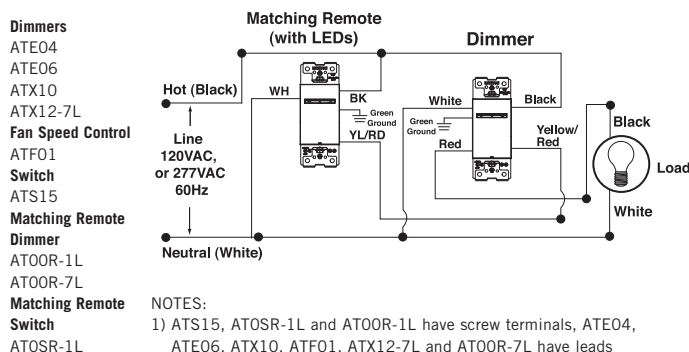 Dimmers
ATE04
ATE06
ATX10
ATX12-7L
Fan Speed Control
ATF01
Switch
ATS15
Matching Remote
Dimmer
AT00R-1L
AT00R-7L
Matching Remote
Switch
AT0SR-1L
Matching Remote
(with LEDs)
Dimmer
Hot (Black)
WH
BK
Green
Ground
YL/RD
Line
120VAC,
or 277VAC
60Hz
Neutral (White)
White
Black
Green
Ground
Red
Yellow/
Red
Black
Load
White
NOTES:
1) ATS15, AT0SR-1L and AT00R-1L have screw terminals, ATE04,
ATE06, ATX10, ATF01, ATX12-7L and AT00R-7L have leads